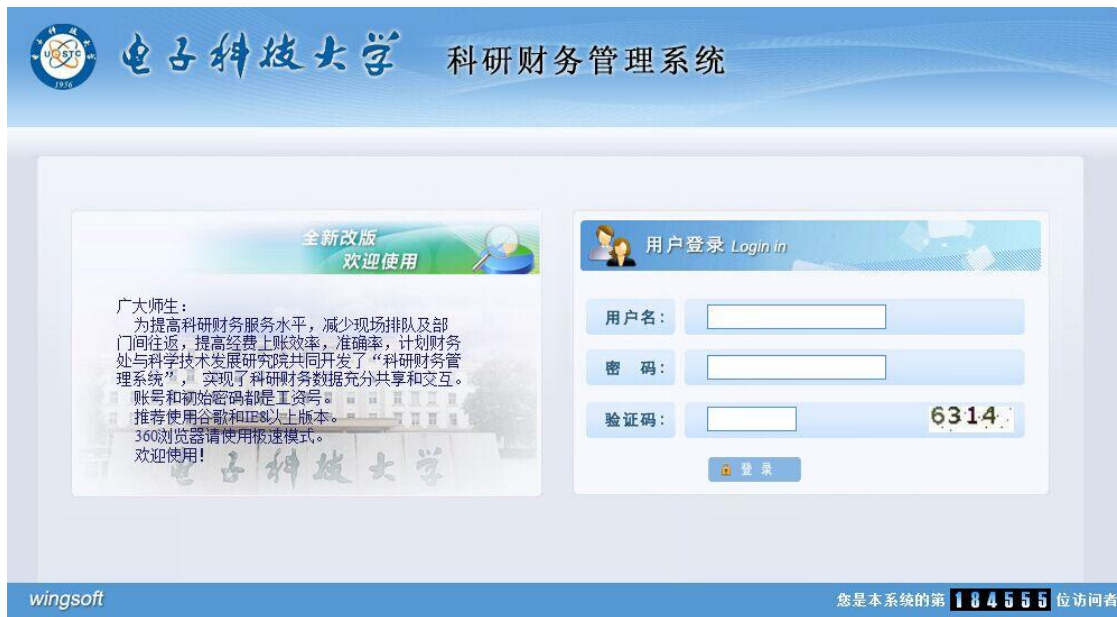 UQSTC
1956
电子科技大学 科研财务管理系统
全新改版
欢迎使用
广大师生：
为提高科研财务服务水平，减少现场排队及部
门间往返，提高经费上账效率，准确率，计划财务
处与科学技术发展研究院共同开发了“科研财务管
理系统”，实现了科研财务数据充分共享和交互。
账号和初始密码都是工资号。
推荐使用谷歌和IE8以上版本。
360浏览器请使用极速模式。
欢迎使用！
电子科技大学
用户登录 Login in
用户名：
密 码：
验证码： 6314
登 录
wingsoft
您是本系统的第 184555 位访问者